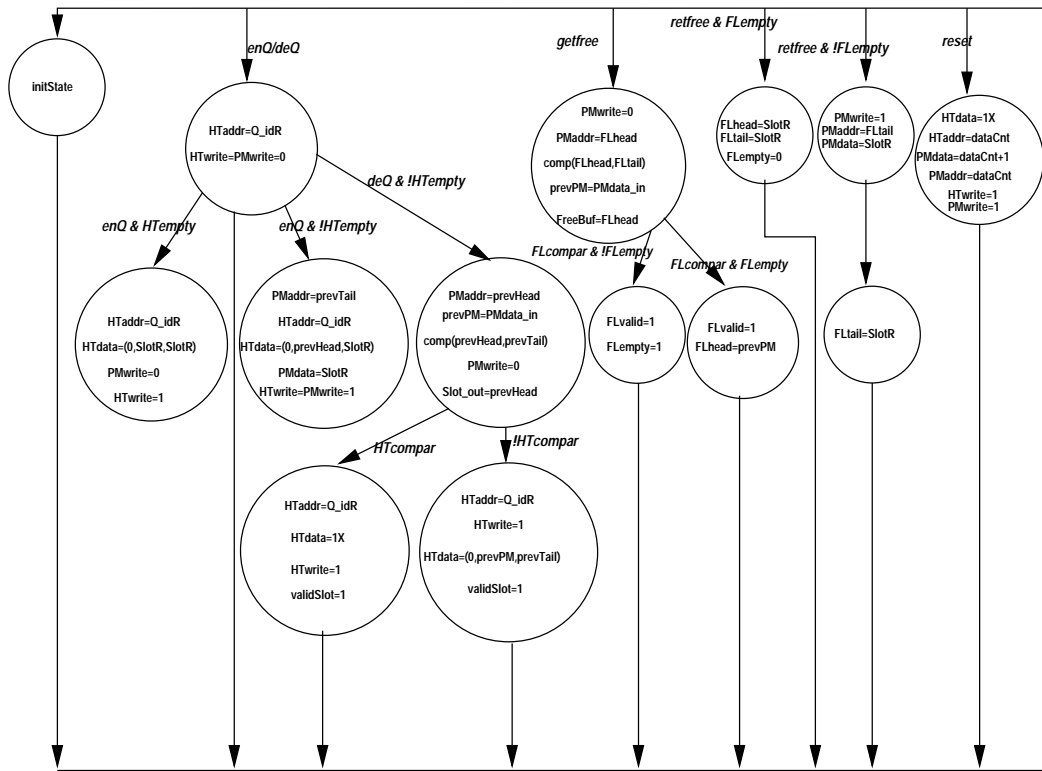 retfree & FLempty
enQ/deQ
getfree
retfree & !FLempty
reset
initState
HTaddr=Q_idR
HTwrite=PMwrite=0
PMwrite=0
PMaddr=FLhead
comp(FLhead,FLtail)
prevPM=PMdata_in
FreeBuf=FLhead
FLhead=SlotR
FLtail=SlotR
FLempty=0
PMwrite=1
PMaddr=FLtail
PMdata=SlotR
HTdata=1X
HTaddr=dataCnt
PMdata=dataCnt+1
PMaddr=dataCnt
HTwrite=1
PMwrite=1
deQ & !HTempty
enQ & HTempty
enQ & !HTempty
FLcompar & !FLempty
FLcompar & FLempty
HTaddr=Q_idR
HTdata=(0,SlotR,SlotR)
PMwrite=0
HTwrite=1
PMaddr=prevTail
HTaddr=Q_idR
HTdata=(0,prevHead,SlotR)
PMdata=SlotR
HTwrite=PMwrite=1
PMaddr=prevHead
prevPM=PMdata_in
comp(prevHead,prevTail)
PMwrite=0
Slot_out=prevHead
FLvalid=1
FLempty=1
FLvalid=1
FLhead=prevPM
FLtail=SlotR
HTcompar
!HTcompar
HTaddr=Q_idR
HTdata=1X
HTwrite=1
validSlot=1
HTaddr=Q_idR
HTwrite=1
HTdata=(0,prevPM,prevTail)
validSlot=1